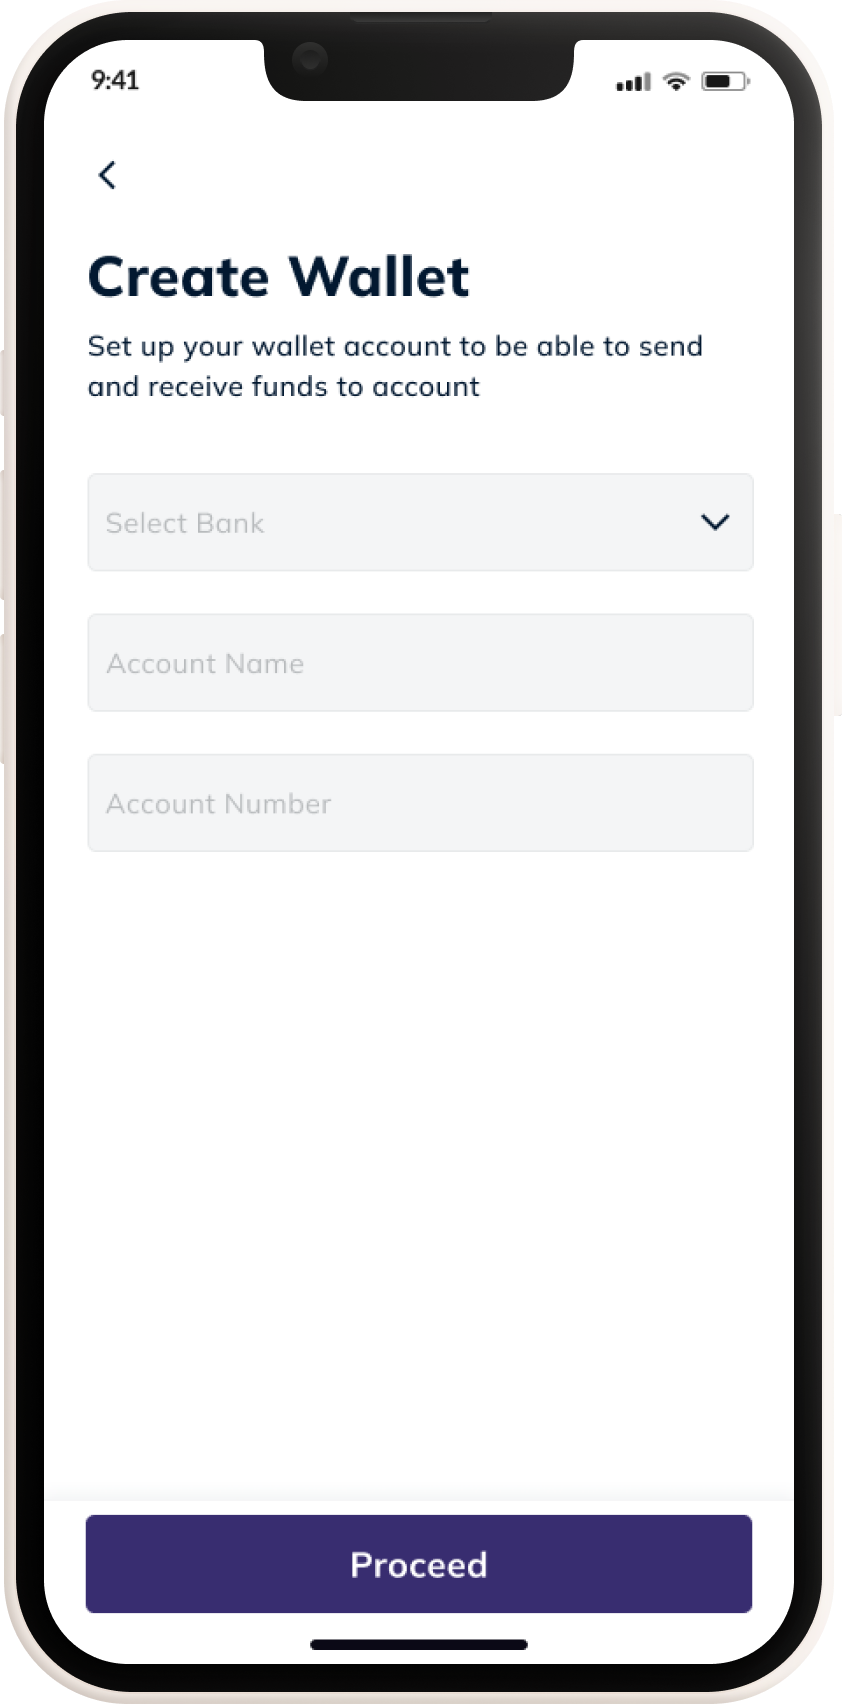 9:41
Create Wallet
Set up your wallet account to be able to send
and receive funds to account
Select Bank
Account Name
Account Number
Proceed